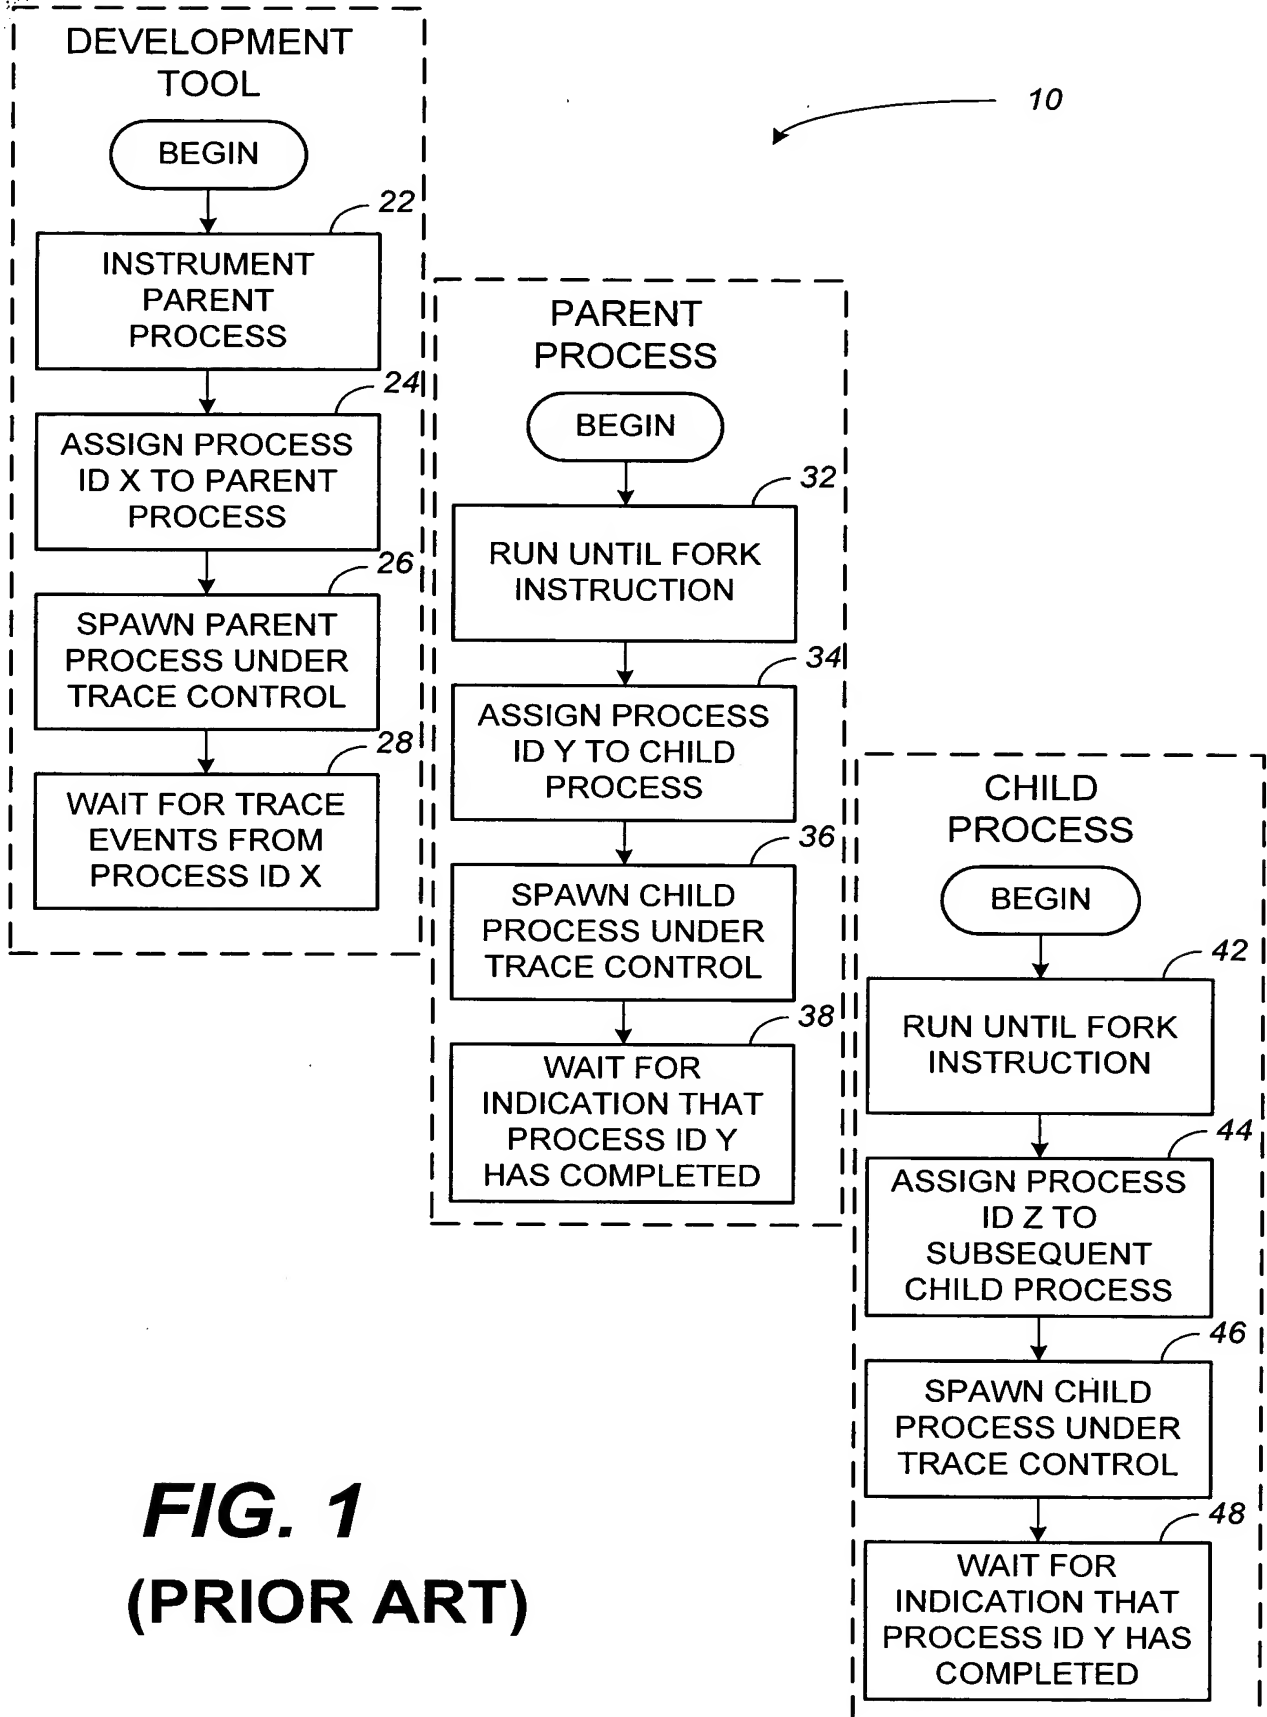 DEVELOPMENT
TOOL
BEGIN
22
INSTRUMENT
PARENT
PROCESS
24
ASSIGN PROCESS
ID X TO PARENT
PROCESS
26
SPAWN PARENT
PROCESS UNDER
TRACE CONTROL
28
WAIT FOR TRACE
EVENTS FROM
PROCESS ID X
10
PARENT
PROCESS
BEGIN
32
RUN UNTIL FORK
INSTRUCTION
34
ASSIGN PROCESS
ID Y TO CHILD
PROCESS
36
SPAWN CHILD
PROCESS UNDER
TRACE CONTROL
38
WAIT FOR
INDICATION THAT
PROCESS ID Y
HAS COMPLETED
CHILD
PROCESS
BEGIN
42
RUN UNTIL FORK
INSTRUCTION
44
ASSIGN PROCESS
ID Z TO
SUBSEQUENT
CHILD PROCESS
46
SPAWN CHILD
PROCESS UNDER
TRACE CONTROL
48
WAIT FOR
INDICATION THAT
PROCESS ID Y HAS
COMPLETED
FIG. 1
(PRIOR ART)